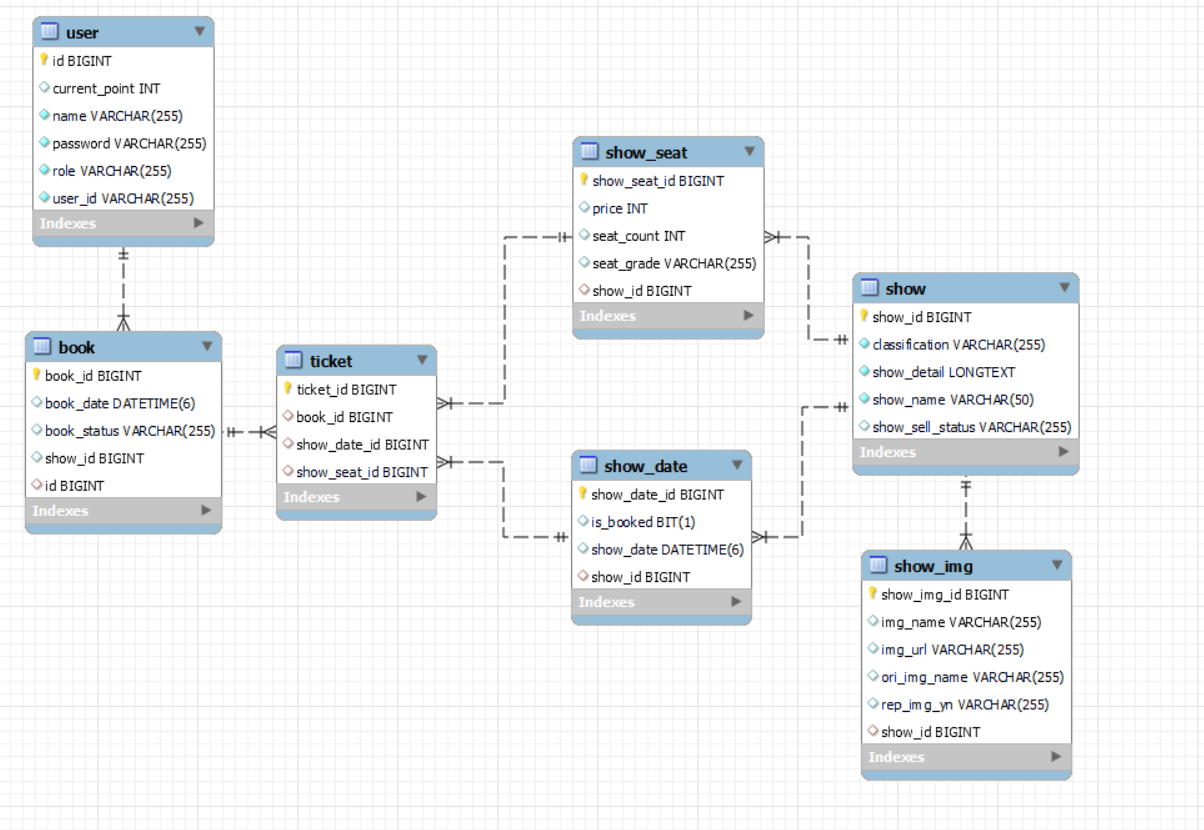 user
id BIGINT
current_point INT
name VARCHAR(255)
password VARCHAR(255)
role VARCHAR(255)
user_id VARCHAR(255)
Indexes
book
book_id BIGINT
book_date DATETIME(6)
book_status VARCHAR(255)
show_id BIGINT
id BIGINT
Indexes
ticket
ticket_id BIGINT
book_id BIGINT
show_date_id BIGINT
show_seat_id BIGINT
Indexes
show_seat
show_seat_id BIGINT
price INT
seat_count INT
seat_grade VARCHAR(255)
show_id BIGINT
Indexes
show_date
show_date_id BIGINT
is_booked BIT(1)
show_date DATETIME(6)
show_id BIGINT
Indexes
show
show_id BIGINT
classification VARCHAR(255)
show_detail LONGTEXT
show_name VARCHAR(50)
show_sell_status VARCHAR(255)
Indexes
show_img
show_img_id BIGINT
img_name VARCHAR(255)
img_url VARCHAR(255)
ori_img_name VARCHAR(255)
rep_img_yn VARCHAR(255)
show_id BIGINT
Indexes